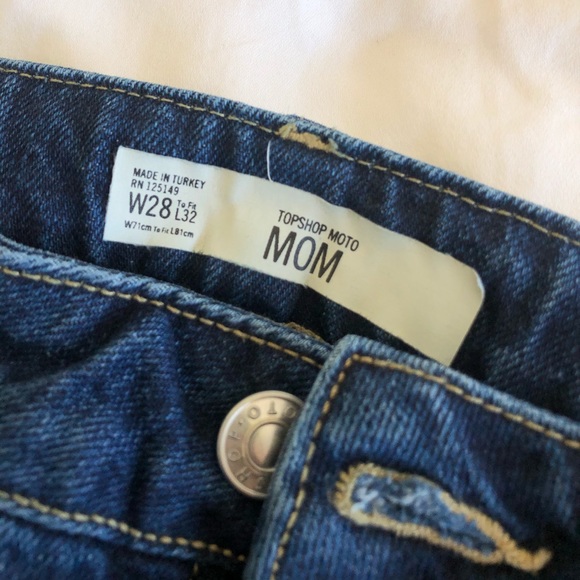 MADE IN TURKEY
RN 125149
W28 To Fit L32
W71cm To Fit L81cm
TOPSHOP MOTO
MOM